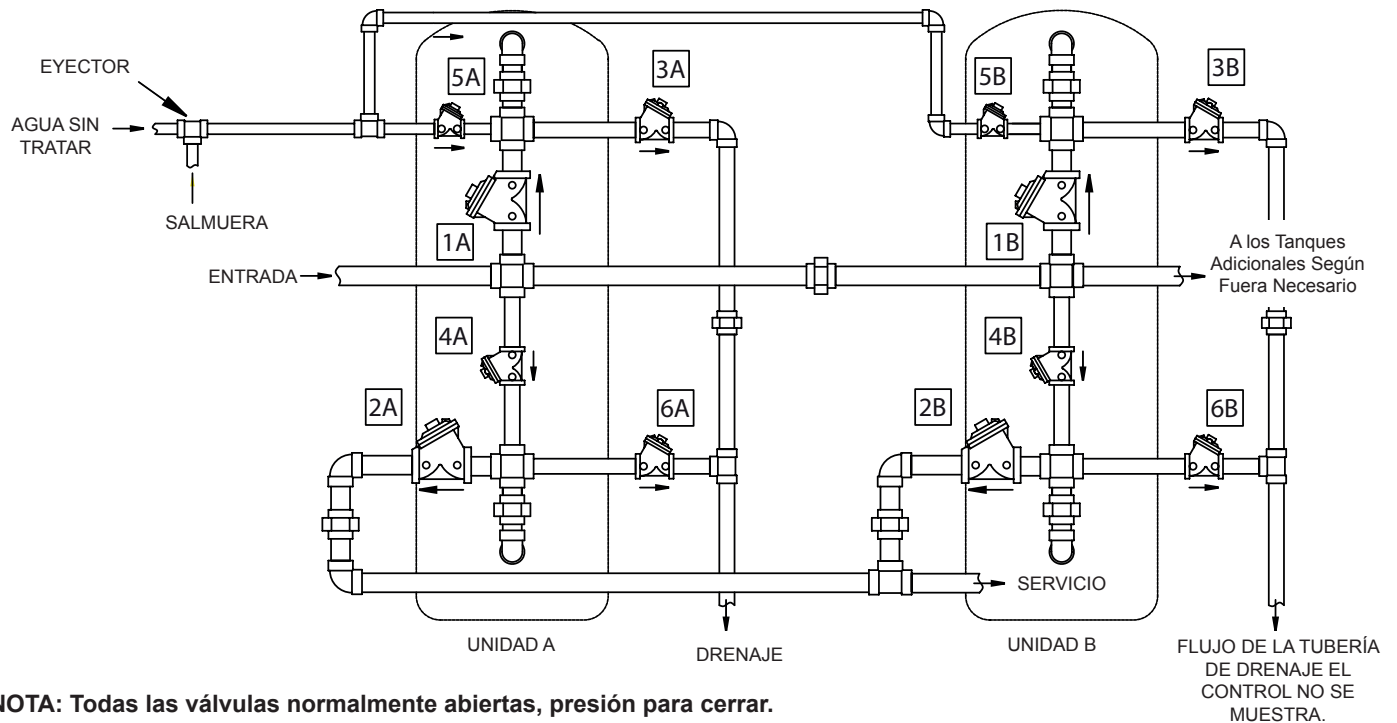 5A
3A
5B
3B
EYECTOR
AGUA SIN
TRATAR
SALMUERA
1A
1B
ENTRADA
A los Tanques
Adicionales Según
Fuera Necesario
4A
4B
2A
6A
2B
6B
SERVICIO
UNIDAD A
DRENAJE
UNIDAD B
FLUJO DE LA TUBERÍA
DE DRENAJE EL
CONTROL NO SE
MUESTRA.
NOTA: Todas las válvulas normalmente abiertas, presión para cerrar.